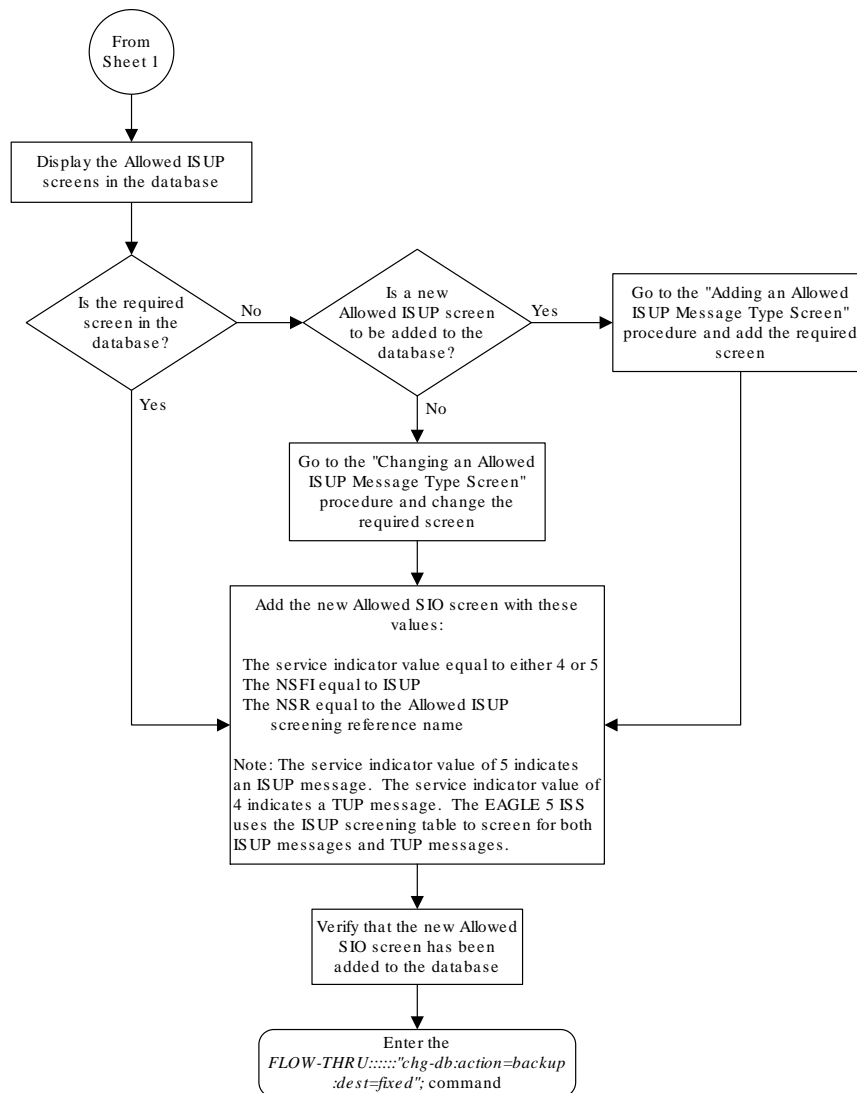 From
Sheet 1
Display the Allowed ISUP
screens in the database
Is the required
screen in the
database?
No
Yes
Is a new
Allowed ISUP screen
to be added to the
database?
Yes
No
Go to the "Adding an Allowed
ISUP Message Type Screen"
procedure and add the required
screen
Go to the "Changing an Allowed
ISUP Message Type Screen"
procedure and change the
required screen
Add the new Allowed SIO screen with these
values:
The service indicator value equal to either 4 or 5
The NSFI equal to ISUP
The NSR equal to the Allowed ISUP
screening reference name
Note: The service indicator value of 5 indicates
an ISUP message. The service indicator value of
4 indicates a TUP message. The EAGLE 5 ISS
uses the ISUP screening table to screen for both
ISUP messages and TUP messages.
Verify that the new Allowed
SIO screen has been
added to the database
Enter the
FLOW-THRU::::::"chg-db:action=backup
:dest=fixed"; command